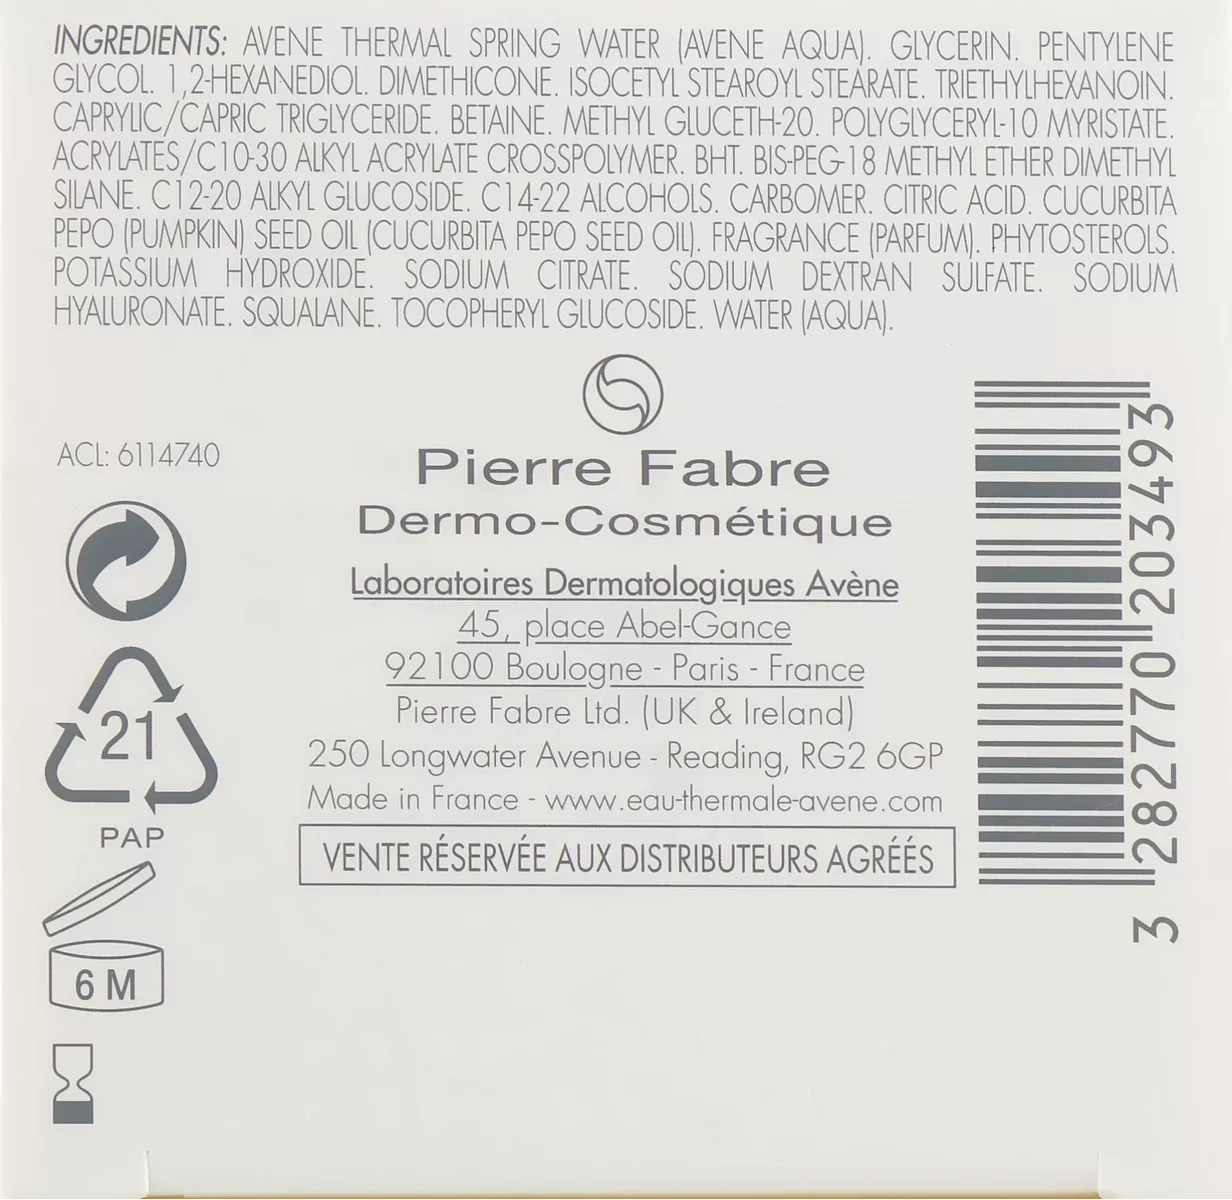 INGREDIENTS: AVENE THERMAL SPRING WATER (AVENE AQUA). GLYCERIN. PENTYLENE
GLYCOL. 1,2-HEXANEDIOL. DIMETHICONE. ISOCETYL STEAROYL STEARATE. TRIETHYLHEXANOIN.
CAPRYLIC/CAPRIC TRIGLYCERIDE. BETAINE. METHYL GLUCETH-20. POLYGLYCERYL-10 MYRISTATE.
ACRYLATES/C10-30 ALKYL ACRYLATE CROSSPOLYMER. BHT. BIS-PEG-18 METHYL ETHER DIMETHYL
SILANE. C12-20 ALKYL GLUCOSIDE. C14-22 ALCOHOLS. CARBOMER. CITRIC ACID. CUCURBITA
PEPO (PUMPKIN) SEED OIL (CUCURBITA PEPO SEED OIL). FRAGRANCE (PARFUM). PHYTOSTEROLS.
POTASSIUM HYDROXIDE. SODIUM CITRATE. SODIUM DEXTRAN SULFATE. SODIUM
HYALURONATE. SQUALANE. TOCOPHERYL GLUCOSIDE. WATER (AQUA).
ACL: 6114740
21
PAP
6 M
Pierre Fabre
Dermo-Cosmétique
Laboratoires Dermatologiques Avène
45, place Abel-Gance
92100 Boulogne - Paris - France
Pierre Fabre Ltd. (UK & Ireland)
250 Longwater Avenue - Reading, RG2 6GP
Made in France - www.eau-thermale-avene.com
VENTE RÉSERVÉE AUX DISTRIBUTEURS AGRÉÉS
3 282770 203493